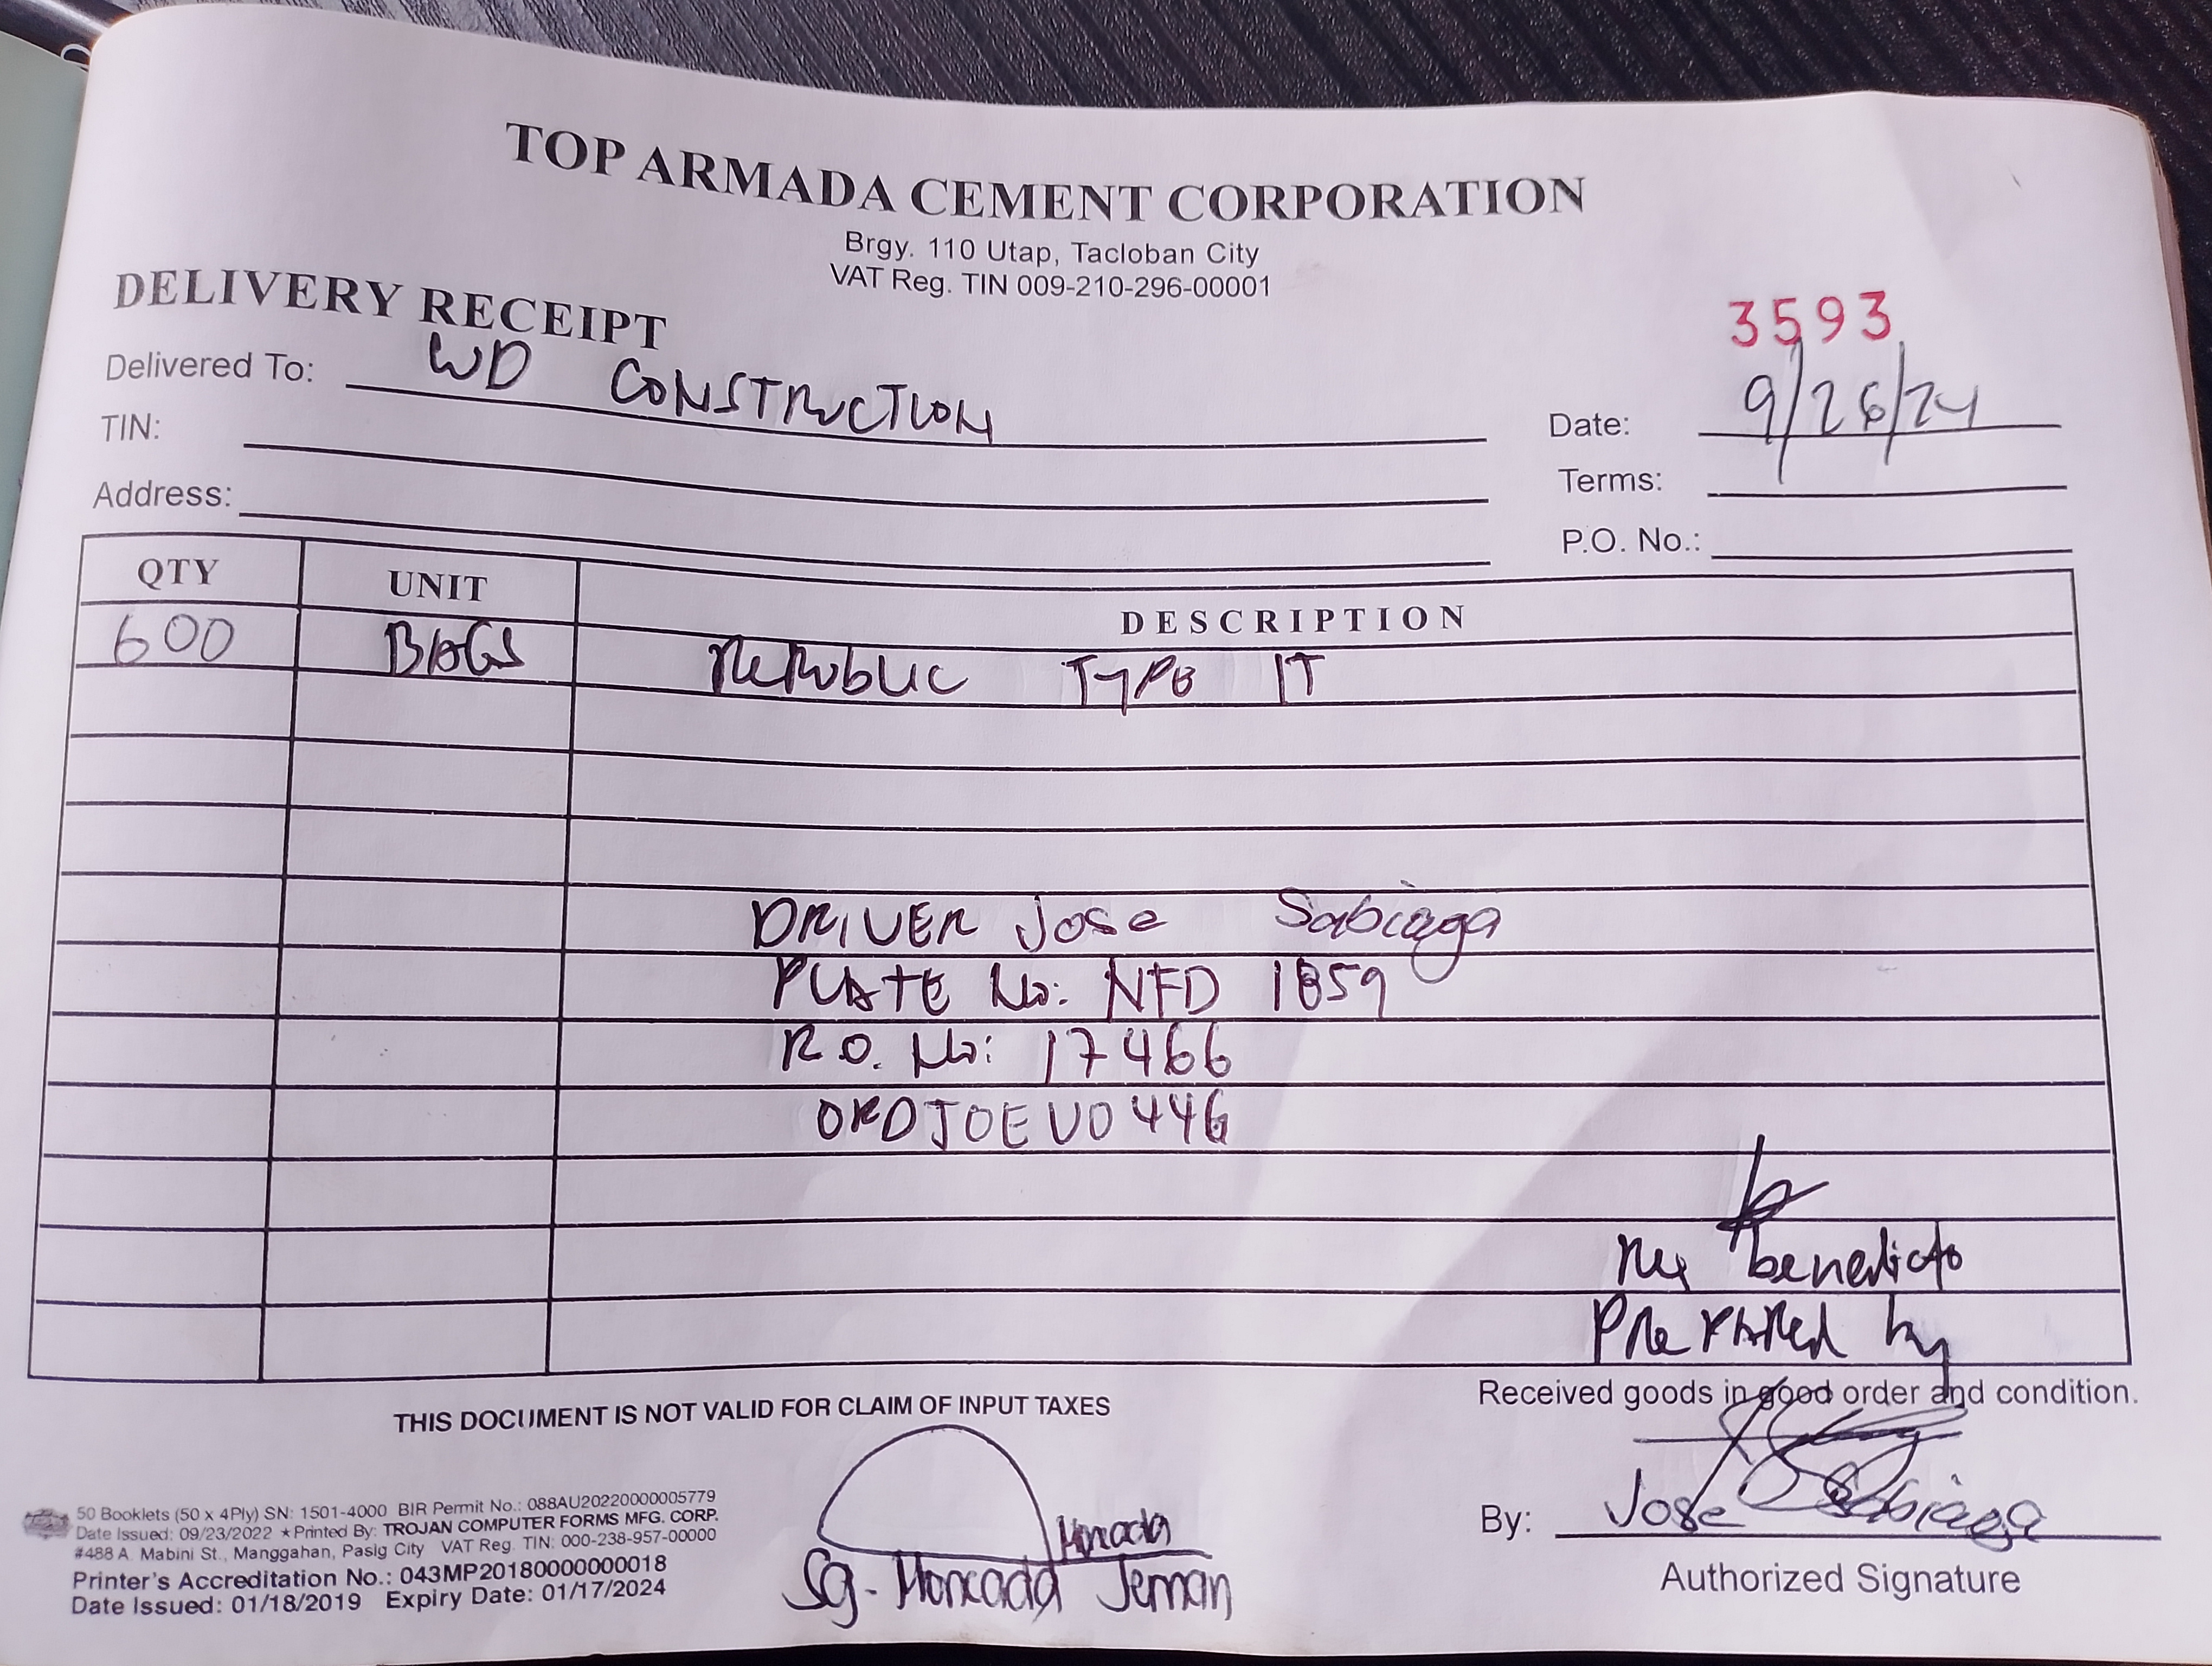 TOP ARMADA CEMENT CORPORATION
Brgy. 110 Utap, Tacloban City
VAT Reg. TIN 009-210-296-00001
DELIVERY RECEIPT
3593
Delivered To: WD CONSTRUCTION
Date: 9/26/24
TIN:
Terms:
Address:
P.O. No.:
QTY UNIT DESCRIPTION
600 BAGS REPUBLIC TYPE 1T
DRIVER Jose Sabiaga
PLATE No: NFD 1859
R.O. No: 17466
ORDJOEV0446
benedicto
PREPARED by
Received goods in good order and condition.
THIS DOCUMENT IS NOT VALID FOR CLAIM OF INPUT TAXES
By: Jose Sabiaga
Authorized Signature
Moncada
Sg. Moncada Jeman
50 Booklets (50 x 4Ply) SN: 1501-4000 BIR Permit No.: 088AU20220000005779
Date Issued: 09/23/2022 ★Printed By: TROJAN COMPUTER FORMS MFG. CORP.
#488 A. Mabini St., Manggahan, Pasig City VAT Reg. TIN: 000-238-957-00000
Printer's Accreditation No.: 043MP20180000000018
Date Issued: 01/18/2019 Expiry Date: 01/17/2024